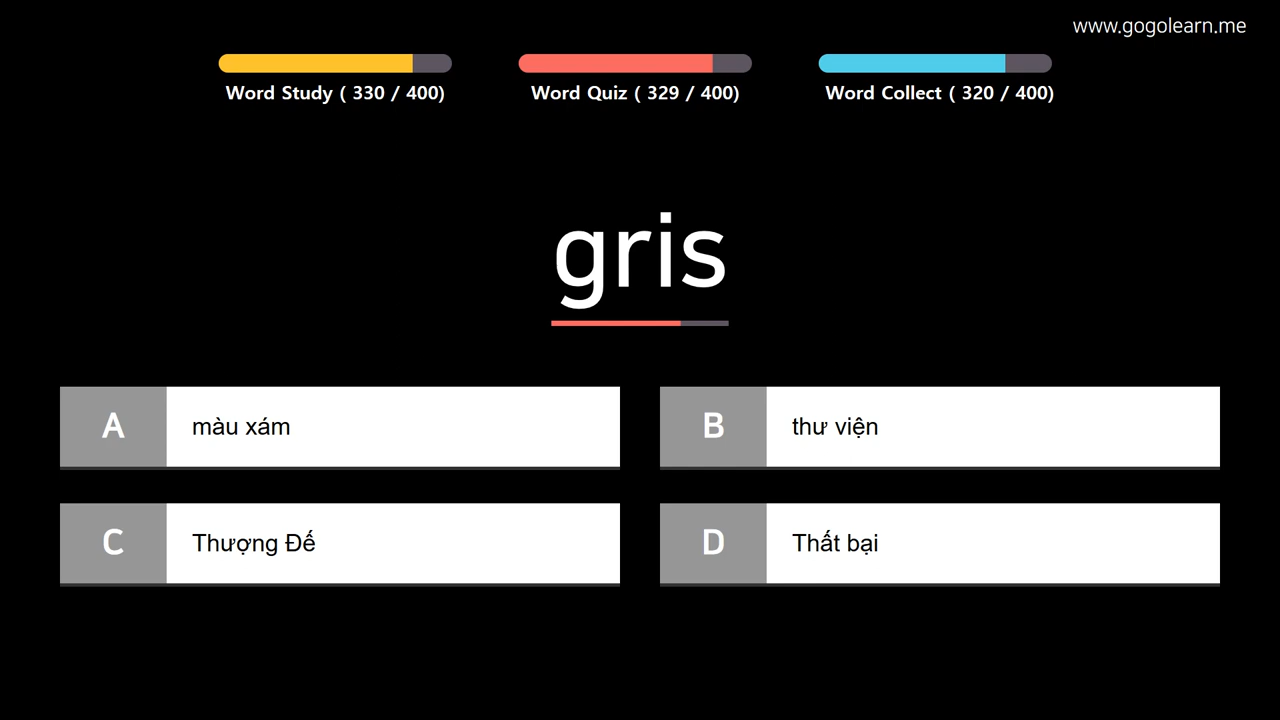 www.gogolearn.me
Word Study ( 330 / 400)
Word Quiz ( 329 / 400)
Word Collect ( 320 / 400)
gris
A màu xám
B thư viện
C Thượng Đế
D Thất bại